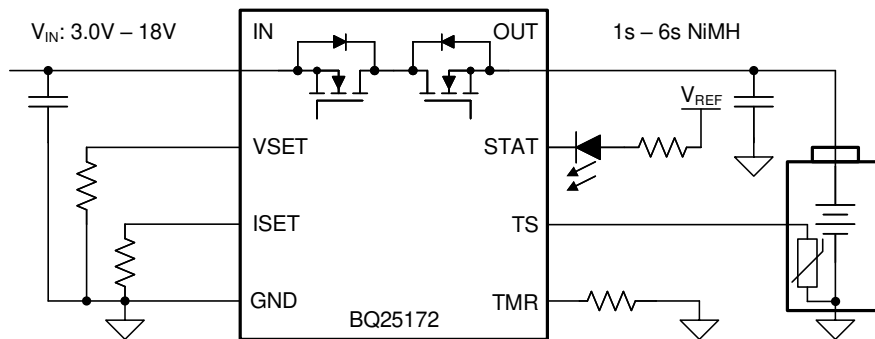 V_IN: 3.0V – 18V
IN
OUT
1s – 6s NiMH
V_REF
VSET
STAT
ISET
TS
GND
TMR
BQ25172